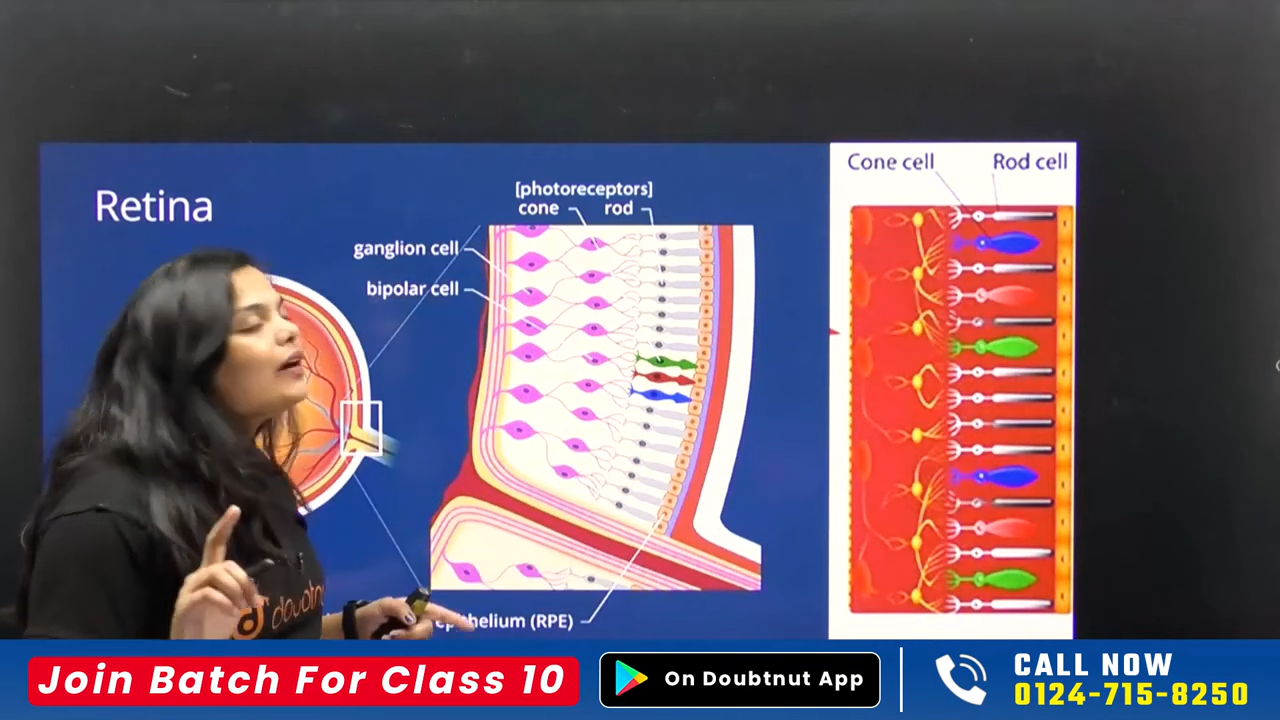 Retina
[photoreceptors]
cone rod
ganglion cell
bipolar cell
(RPE)
Cone cell Rod cell
Join Batch For Class 10
On Doubtnut App
CALL NOW
0124-715-8250